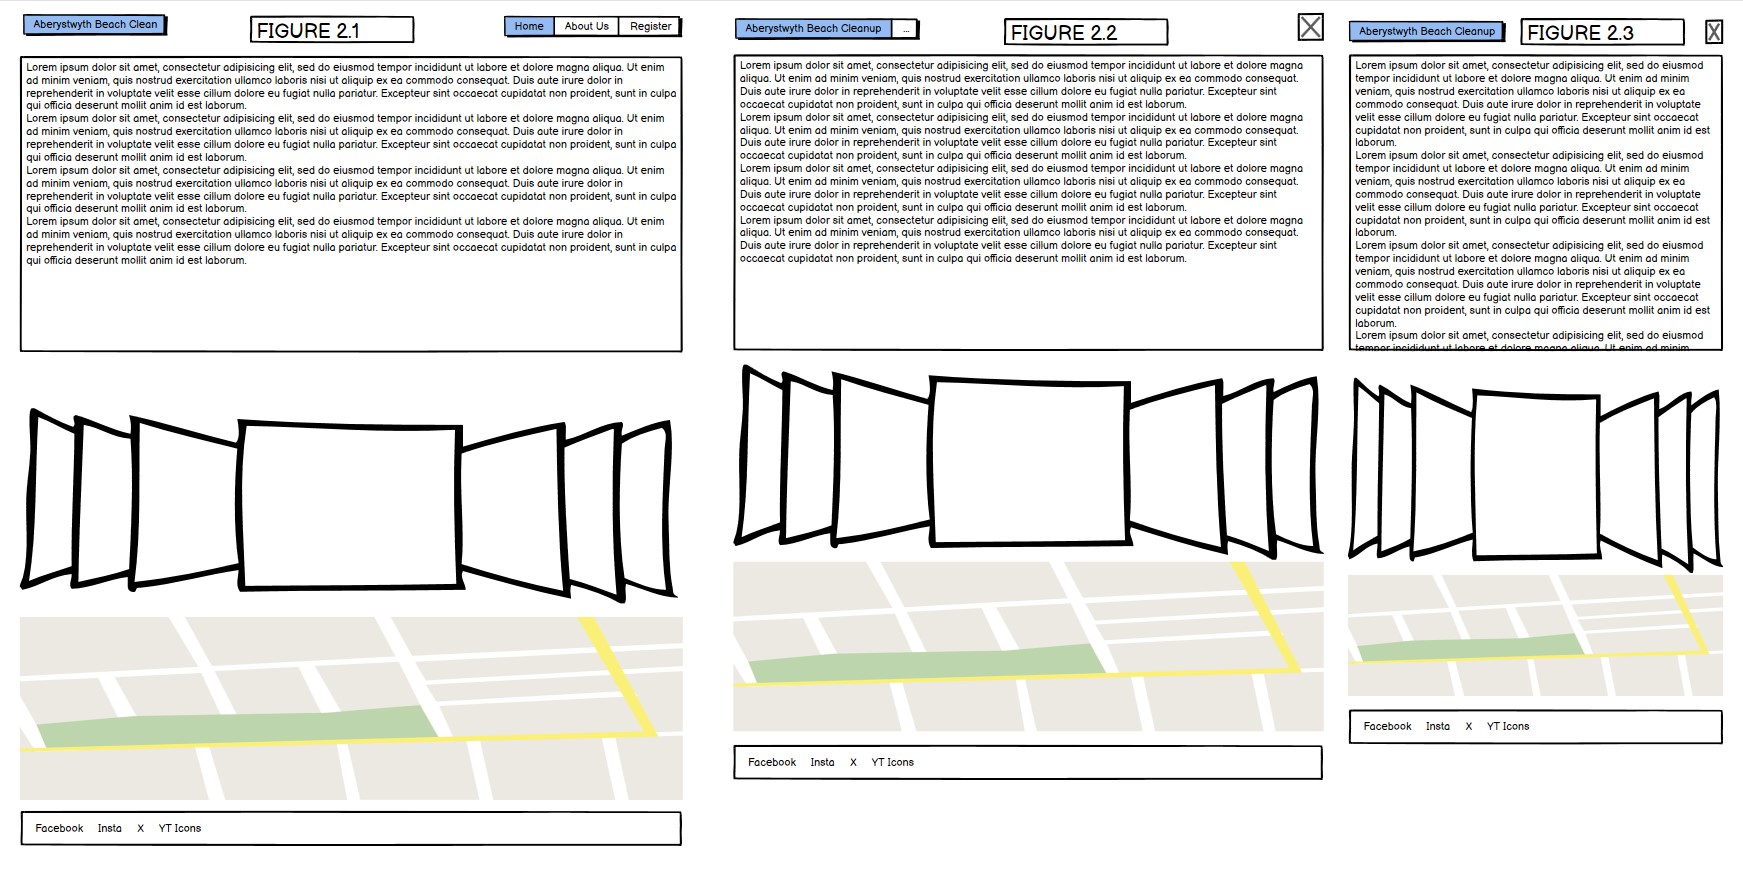 Aberystwyth Beach Clean
FIGURE 2.1
Home About Us Register
Lorem ipsum dolor sit amet, consectetur adipisicing elit, sed do eiusmod tempor incididunt ut labore et dolore magna aliqua. Ut enim
ad minim veniam, quis nostrud exercitation ullamco laboris nisi ut aliquip ex ea commodo consequat. Duis aute irure dolor in
reprehenderit in voluptate velit esse cillum dolore eu fugiat nulla pariatur. Excepteur sint occaecat cupidatat non proident, sunt in culpa
qui officia deserunt mollit anim id est laborum.
Lorem ipsum dolor sit amet, consectetur adipisicing elit, sed do eiusmod tempor incididunt ut labore et dolore magna aliqua. Ut enim
ad minim veniam, quis nostrud exercitation ullamco laboris nisi ut aliquip ex ea commodo consequat. Duis aute irure dolor in
reprehenderit in voluptate velit esse cillum dolore eu fugiat nulla pariatur. Excepteur sint occaecat cupidatat non proident, sunt in culpa
qui officia deserunt mollit anim id est laborum.
Lorem ipsum dolor sit amet, consectetur adipisicing elit, sed do eiusmod tempor incididunt ut labore et dolore magna aliqua. Ut enim
ad minim veniam, quis nostrud exercitation ullamco laboris nisi ut aliquip ex ea commodo consequat. Duis aute irure dolor in
reprehenderit in voluptate velit esse cillum dolore eu fugiat nulla pariatur. Excepteur sint occaecat cupidatat non proident, sunt in culpa
qui officia deserunt mollit anim id est laborum.
Lorem ipsum dolor sit amet, consectetur adipisicing elit, sed do eiusmod tempor incididunt ut labore et dolore magna aliqua. Ut enim
ad minim veniam, quis nostrud exercitation ullamco laboris nisi ut aliquip ex ea commodo consequat. Duis aute irure dolor in
reprehenderit in voluptate velit esse cillum dolore eu fugiat nulla pariatur. Excepteur sint occaecat cupidatat non proident, sunt in culpa
qui officia deserunt mollit anim id est laborum.
Facebook Insta X YT Icons
Aberystwyth Beach Cleanup ...
FIGURE 2.2
Lorem ipsum dolor sit amet, consectetur adipisicing elit, sed do eiusmod tempor incididunt ut labore et dolore magna
aliqua. Ut enim ad minim veniam, quis nostrud exercitation ullamco laboris nisi ut aliquip ex ea commodo consequat.
Duis aute irure dolor in reprehenderit in voluptate velit esse cillum dolore eu fugiat nulla pariatur. Excepteur sint
occaecat cupidatat non proident, sunt in culpa qui officia deserunt mollit anim id est laborum.
Lorem ipsum dolor sit amet, consectetur adipisicing elit, sed do eiusmod tempor incididunt ut labore et dolore magna
aliqua. Ut enim ad minim veniam, quis nostrud exercitation ullamco laboris nisi ut aliquip ex ea commodo consequat.
Duis aute irure dolor in reprehenderit in voluptate velit esse cillum dolore eu fugiat nulla pariatur. Excepteur sint
occaecat cupidatat non proident, sunt in culpa qui officia deserunt mollit anim id est laborum.
Lorem ipsum dolor sit amet, consectetur adipisicing elit, sed do eiusmod tempor incididunt ut labore et dolore magna
aliqua. Ut enim ad minim veniam, quis nostrud exercitation ullamco laboris nisi ut aliquip ex ea commodo consequat.
Duis aute irure dolor in reprehenderit in voluptate velit esse cillum dolore eu fugiat nulla pariatur. Excepteur sint
occaecat cupidatat non proident, sunt in culpa qui officia deserunt mollit anim id est laborum.
Lorem ipsum dolor sit amet, consectetur adipisicing elit, sed do eiusmod tempor incididunt ut labore et dolore magna
aliqua. Ut enim ad minim veniam, quis nostrud exercitation ullamco laboris nisi ut aliquip ex ea commodo consequat.
Duis aute irure dolor in reprehenderit in voluptate velit esse cillum dolore eu fugiat nulla pariatur. Excepteur sint
occaecat cupidatat non proident, sunt in culpa qui officia deserunt mollit anim id est laborum.
Facebook Insta X YT Icons
Aberystwyth Beach Cleanup
FIGURE 2.3
Lorem ipsum dolor sit amet, consectetur adipisicing elit, sed do eiusmod
tempor incididunt ut labore et dolore magna aliqua. Ut enim ad minim
veniam, quis nostrud exercitation ullamco laboris nisi ut aliquip ex ea
commodo consequat. Duis aute irure dolor in reprehenderit in voluptate
velit esse cillum dolore eu fugiat nulla pariatur. Excepteur sint occaecat
cupidatat non proident, sunt in culpa qui officia deserunt mollit anim id est
laborum.
Lorem ipsum dolor sit amet, consectetur adipisicing elit, sed do eiusmod
tempor incididunt ut labore et dolore magna aliqua. Ut enim ad minim
veniam, quis nostrud exercitation ullamco laboris nisi ut aliquip ex ea
commodo consequat. Duis aute irure dolor in reprehenderit in voluptate
velit esse cillum dolore eu fugiat nulla pariatur. Excepteur sint occaecat
cupidatat non proident, sunt in culpa qui officia deserunt mollit anim id est
laborum.
Lorem ipsum dolor sit amet, consectetur adipisicing elit, sed do eiusmod
tempor incididunt ut labore et dolore magna aliqua. Ut enim ad minim
veniam, quis nostrud exercitation ullamco laboris nisi ut aliquip ex ea
commodo consequat. Duis aute irure dolor in reprehenderit in voluptate
velit esse cillum dolore eu fugiat nulla pariatur. Excepteur sint occaecat
cupidatat non proident, sunt in culpa qui officia deserunt mollit anim id est
laborum.
Lorem ipsum dolor sit amet, consectetur adipisicing elit, sed do eiusmod
tempor incididunt ut labore et dolore magna aliqua. Ut enim ad minim
Facebook Insta X YT Icons